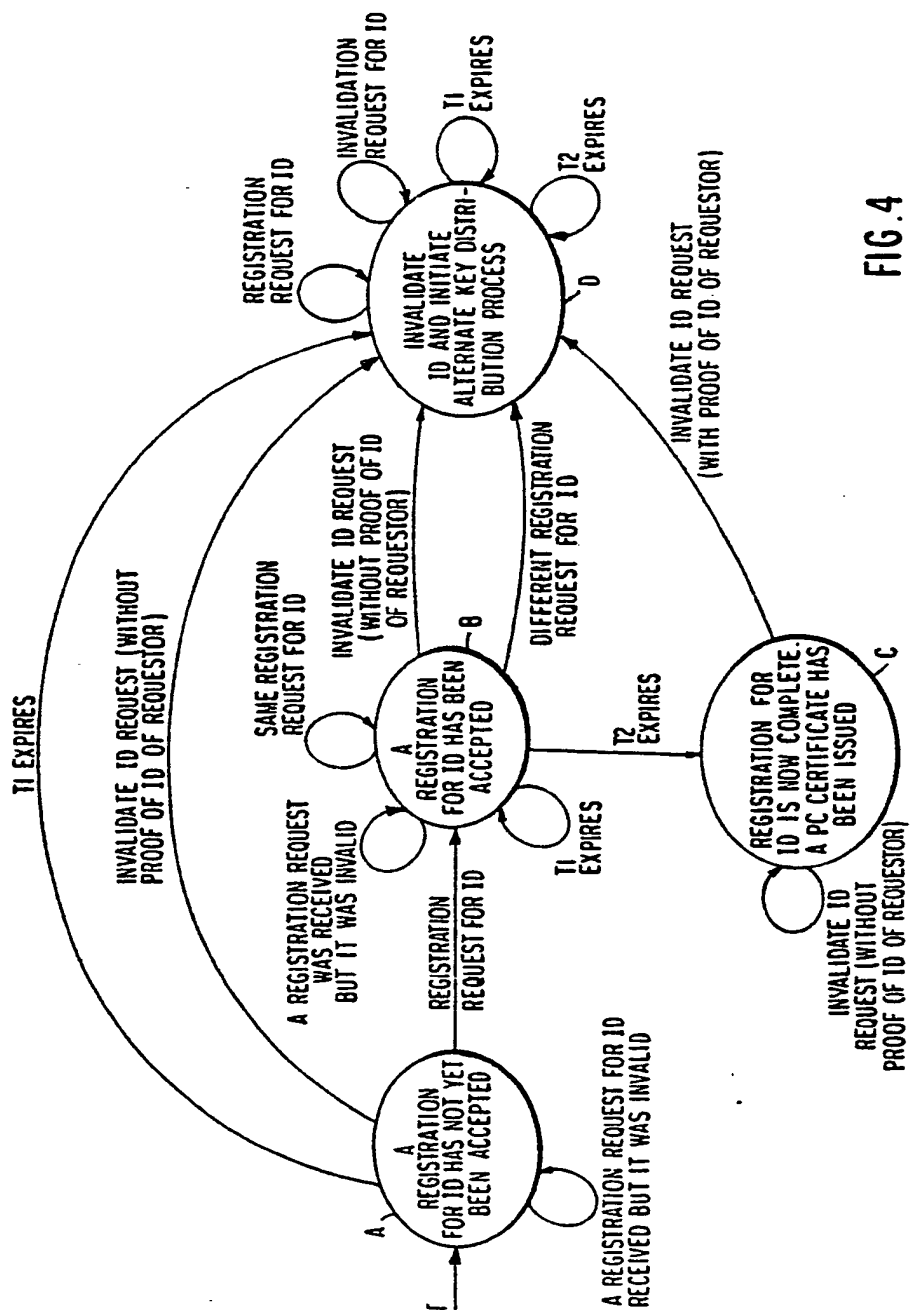 T1 EXPIRES
INVALIDATE ID REQUEST (WITHOUT
PROOF OF ID OF REQUESTOR)
REGISTRATION
REQUEST FOR ID
INVALIDATION
REQUEST FOR ID
T1
EXPIRES
T2
EXPIRES
INVALIDATE
ID AND INITIATE
ALTERNATE KEY DISTRI-
BUTION PROCESS
D
SAME REGISTRATION
REQUEST FOR ID
INVALIDATE ID REQUEST
(WITHOUT PROOF OF ID
OF REQUESTOR)
A REGISTRATION REQUEST
WAS RECEIVED
BUT IT WAS INVALID
B
A
REGISTRATION
FOR ID HAS BEEN
ACCEPTED
DIFFERENT REGISTRATION
REQUEST FOR ID
REGISTRATION
REQUEST FOR ID
T1
EXPIRES
T2
EXPIRES
A
A
REGISTRATION
FOR ID HAS NOT YET
BEEN ACCEPTED
A REGISTRATION REQUEST FOR ID
RECEIVED BUT IT WAS INVALID
INVALIDATE ID REQUEST
(WITH PROOF OF ID OF REQUESTOR)
REGISTRATION FOR
ID IS NOW COMPLETE.
A PC CERTIFICATE HAS
BEEN ISSUED
C
INVALIDATE ID
REQUEST (WITHOUT
PROOF OF ID OF REQUESTOR)
FIG.4